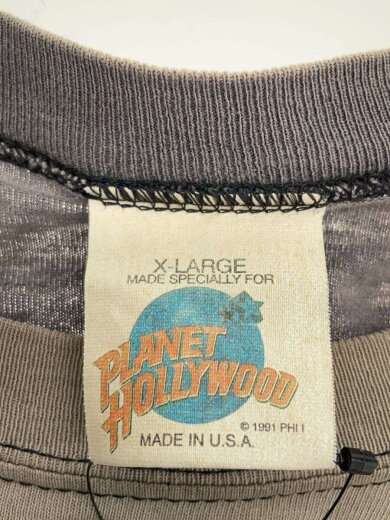 X-LARGE
MADE SPECIALLY FOR
PLANET
HOLLYWOOD
© 1991 PHI I
MADE IN U.S.A.